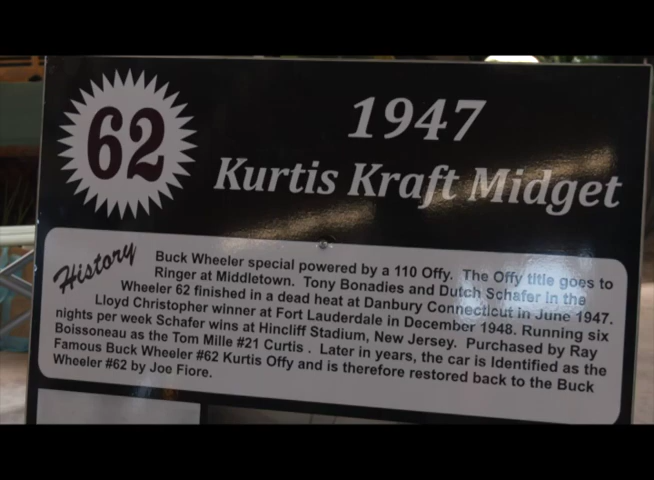 62
1947
Kurtis Kraft Midget
History
Buck Wheeler special powered by a 110 Offy. The Offy title goes to
Ringer at Middletown. Tony Bonadies and Dutch Schafer in the
Wheeler 62 finished in a dead heat at Danbury Connecticut in June 1947.
Lloyd Christopher winner at Fort Lauderdale in December 1948. Running six
nights per week Schafer wins at Hincliff Stadium, New Jersey. Purchased by Ray
Boissoneau as the Tom Mille #21 Curtis . Later in years, the car is Identified as the
Famous Buck Wheeler #62 Kurtis Offy and is therefore restored back to the Buck
Wheeler #62 by Joe Fiore.